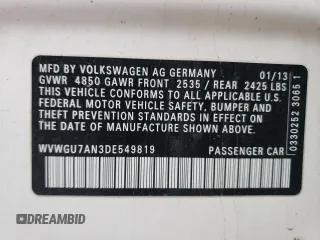 MFD BY VOLKSWAGEN AG GERMANY 01/13
GVWR 4850 GAWR FRONT 2535 / REAR 2425 LBS
THIS VEHICLE CONFORMS TO ALL APPLICABLE U.S.
FEDERAL MOTOR VEHICLE SAFETY, BUMPER AND
THEFT PREVENTION STANDARDS IN EFFECT ON THE
DATE OF MANUFACTURE SHOWN ABOVE.
WVWGU7AN3DE549819 PASSENGER CAR
0330252 3065 1
DREAMBID